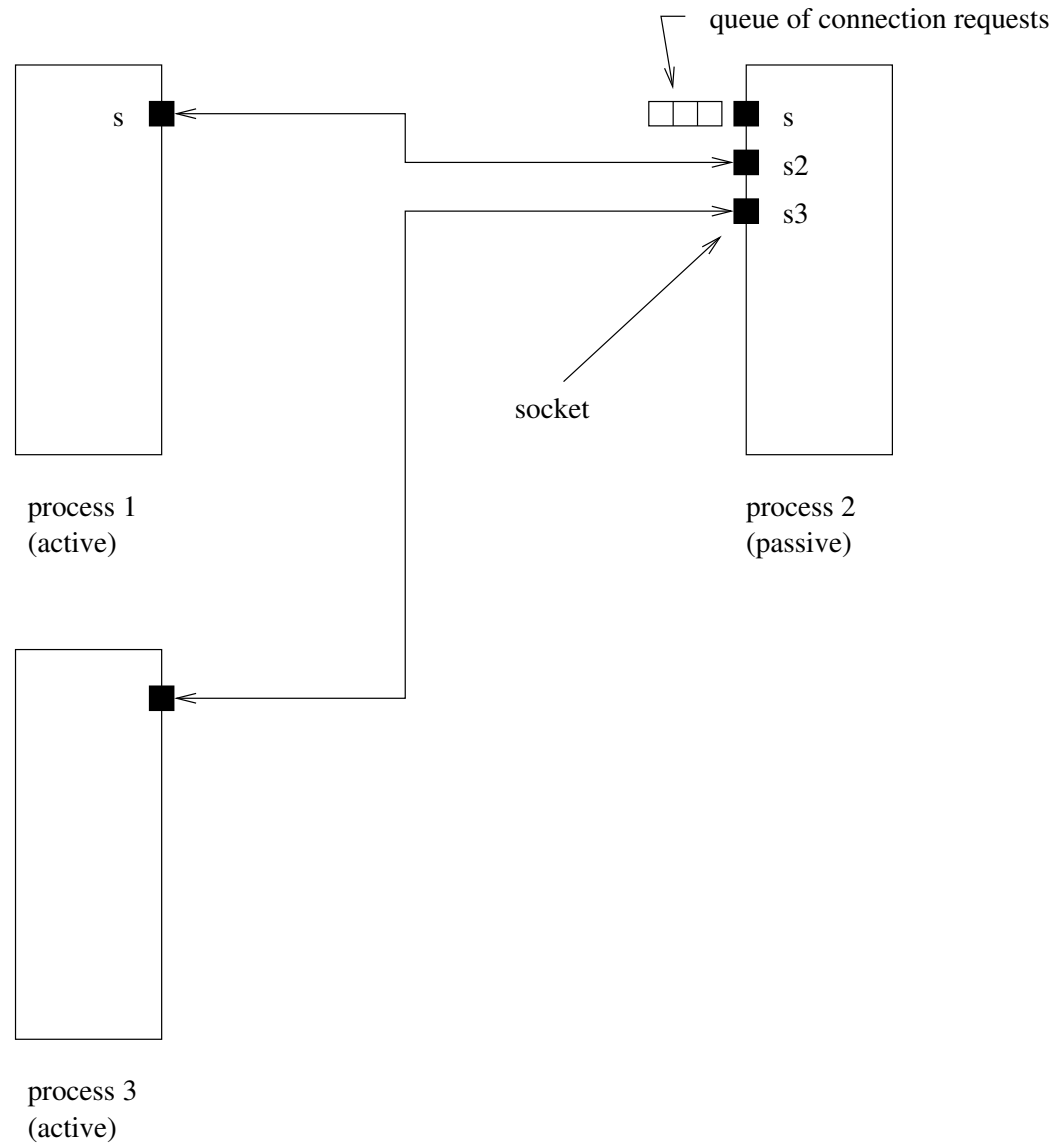 queue of connection requests
s
s
s2
s3
socket
process 1
(active)
process 2
(passive)
process 3
(active)